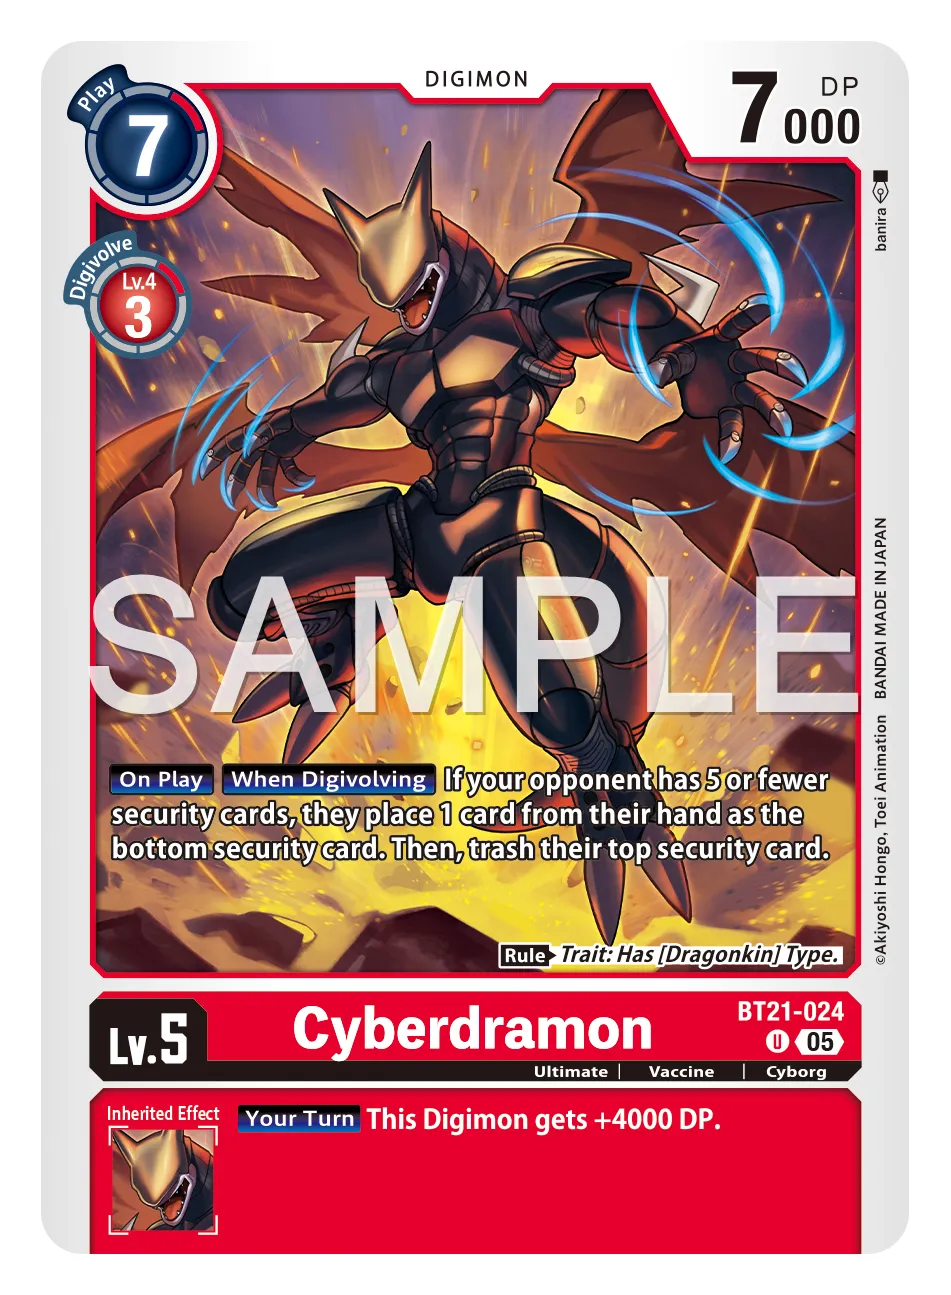 DIGIMON
Play
7
DP
7000
Digivolve
Lv.4
3
banira
SAMPLE
On Play When Digivolving If your opponent has 5 or fewer
security cards, they place 1 card from their hand as the
bottom security card. Then, trash their top security card.
Rule Trait: Has [Dragonkin] Type.
©Akiyoshi Hongo, Toei Animation BANDAI MADE IN JAPAN
Lv.5
Cyberdramon
BT21-024
U 05
Ultimate | Vaccine | Cyborg
Inherited Effect
Your Turn This Digimon gets +4000 DP.